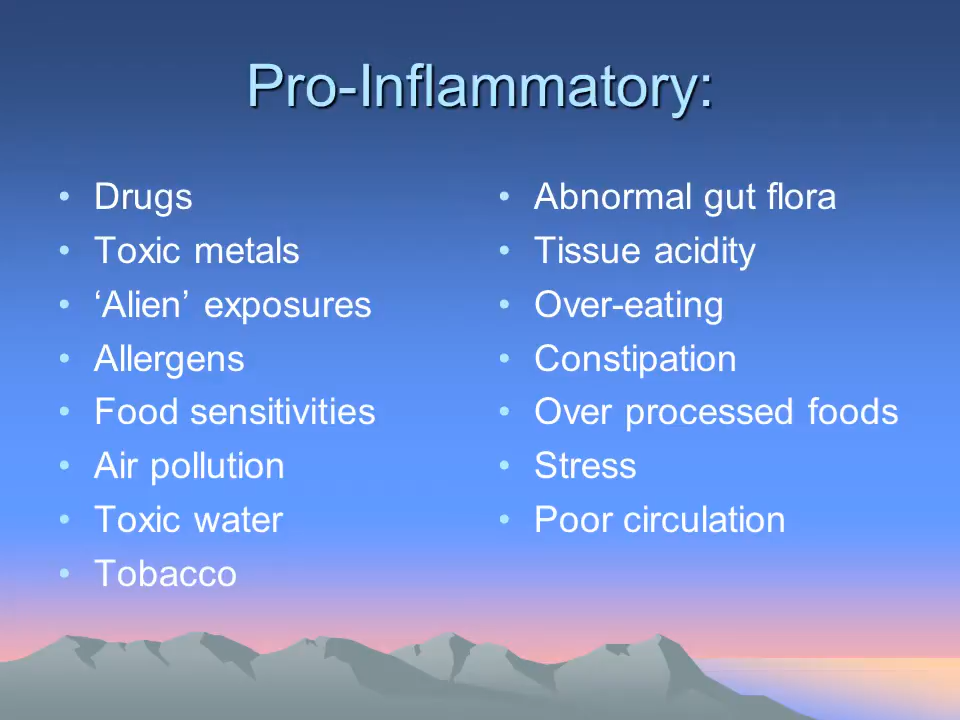 Pro-Inflammatory:
• Drugs
• Toxic metals
• ‘Alien’ exposures
• Allergens
• Food sensitivities
• Air pollution
• Toxic water
• Tobacco
• Abnormal gut flora
• Tissue acidity
• Over-eating
• Constipation
• Over processed foods
• Stress
• Poor circulation